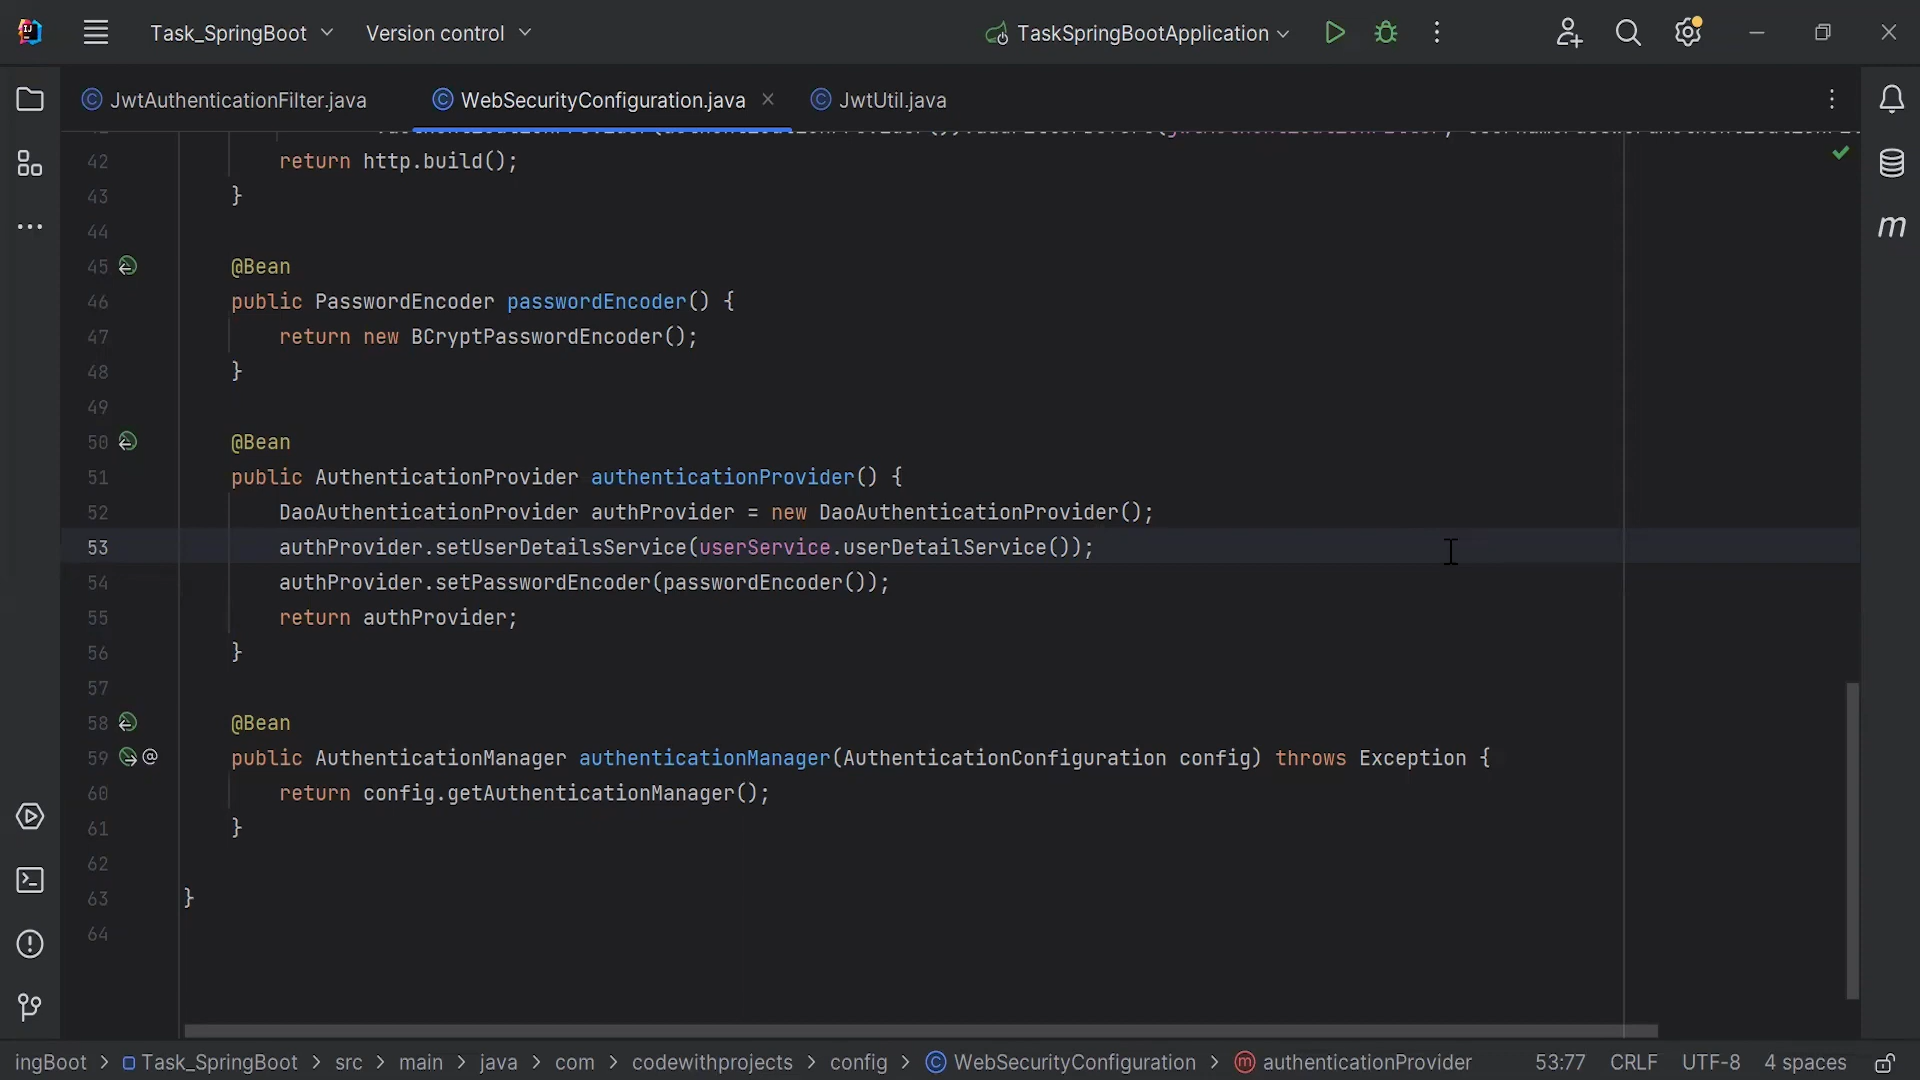 Task_SpringBoot
Version control
TaskSpringBootApplication
JwtAuthenticationFilter.java
WebSecurityConfiguration.java
JwtUtil.java
42 return http.build();
43 }
44
45 @Bean
46 public PasswordEncoder passwordEncoder() {
47 return new BCryptPasswordEncoder();
48 }
49
50 @Bean
51 public AuthenticationProvider authenticationProvider() {
52 DaoAuthenticationProvider authProvider = new DaoAuthenticationProvider();
53 authProvider.setUserDetailsService(userService.userDetailService());
54 authProvider.setPasswordEncoder(passwordEncoder());
55 return authProvider;
56 }
57
58 @Bean
59 @ public AuthenticationManager authenticationManager(AuthenticationConfiguration config) throws Exception {
60 return config.getAuthenticationManager();
61 }
62
63 }
64
ingBoot > Task_SpringBoot > src > main > java > com > codewithprojects > config > WebSecurityConfiguration > authenticationProvider
53:77 CRLF UTF-8 4 spaces